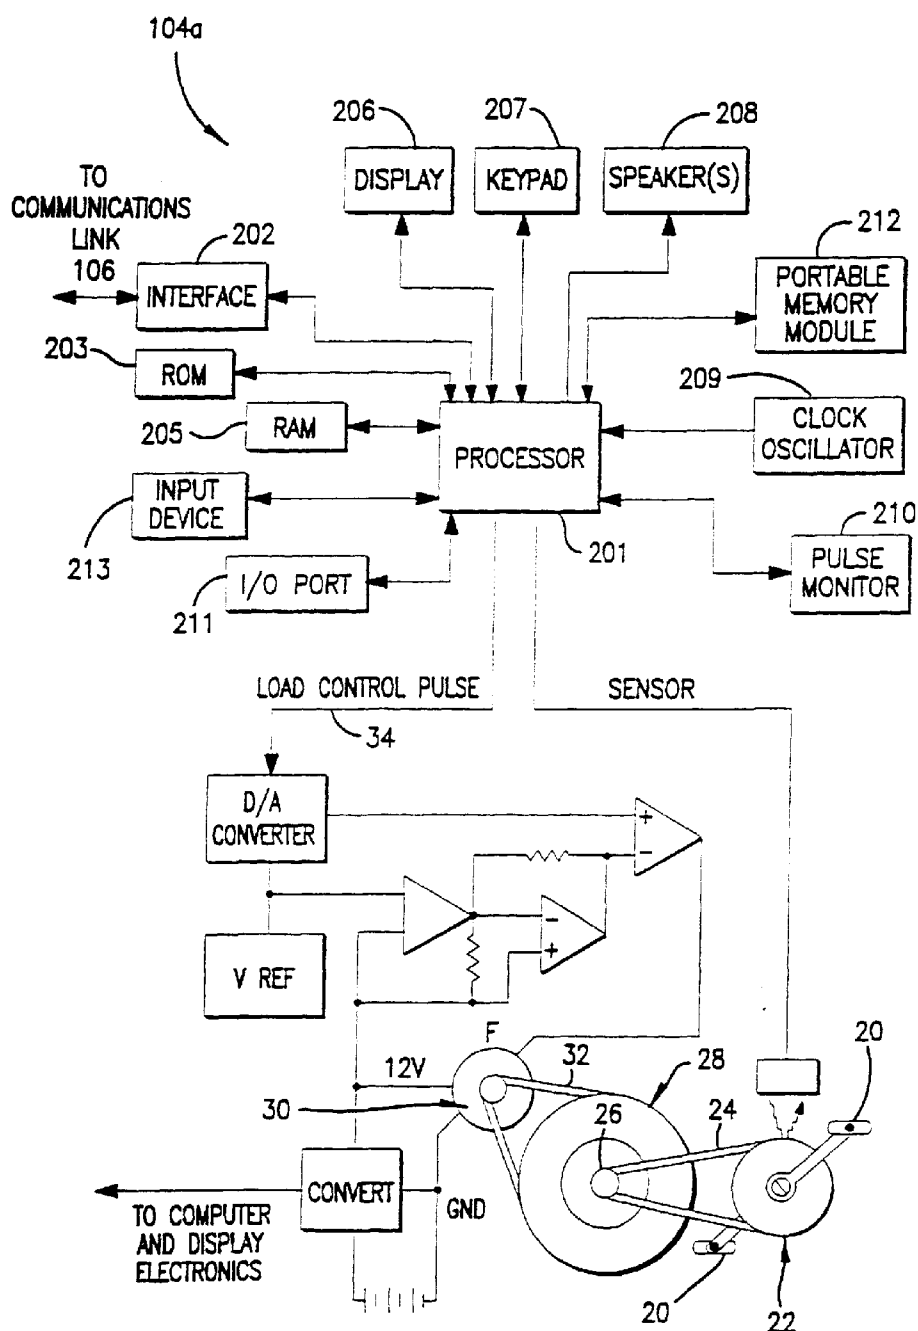 104a
206
207
208
DISPLAY
KEYPAD
SPEAKER(S)
TO
COMMUNICATIONS
LINK
106
202
INTERFACE
212
PORTABLE
MEMORY
MODULE
203
ROM
209
CLOCK
OSCILLATOR
205
RAM
PROCESSOR
201
INPUT
DEVICE
213
210
PULSE
MONITOR
I/O PORT
211
LOAD CONTROL PULSE
34
SENSOR
D/A
CONVERTER
+
−
−
+
V REF
F
12V
30
32
28
26
24
20
CONVERT
GND
TO COMPUTER
AND DISPLAY
ELECTRONICS
20
22